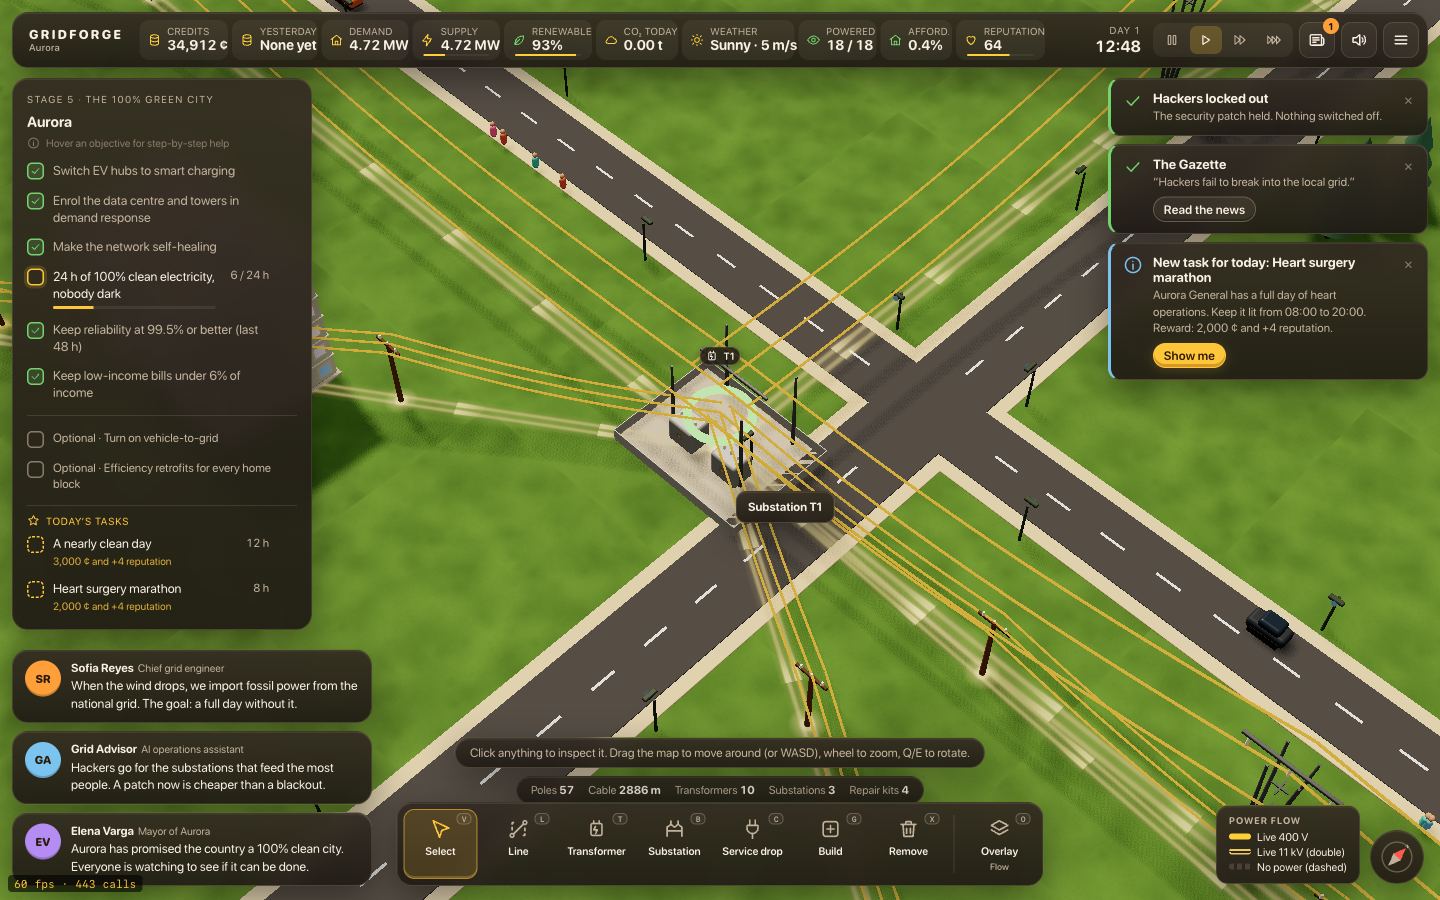 GRIDFORGE
Aurora
CREDITS
34,912 ¢
YESTERDAY
None yet
DEMAND
4.72 MW
SUPPLY
4.72 MW
RENEWABLE
93%
CO₂ TODAY
0.00 t
WEATHER
Sunny · 5 m/s
POWERED
18 / 18
AFFORD.
0.4%
REPUTATION
64
DAY 1
12:48
1
STAGE 5 · THE 100% GREEN CITY
Aurora
Hover an objective for step-by-step help
Switch EV hubs to smart charging
Enrol the data centre and towers in
demand response
Make the network self-healing
24 h of 100% clean electricity,
nobody dark
6 / 24 h
Keep reliability at 99.5% or better (last
48 h)
Keep low-income bills under 6% of
income
Optional · Turn on vehicle-to-grid
Optional · Efficiency retrofits for every home
block
TODAY'S TASKS
A nearly clean day
12 h
3,000 ¢ and +4 reputation
Heart surgery marathon
8 h
2,000 ¢ and +4 reputation
SR
Sofia Reyes Chief grid engineer
When the wind drops, we import fossil power from the
national grid. The goal: a full day without it.
GA
Grid Advisor AI operations assistant
Hackers go for the substations that feed the most
people. A patch now is cheaper than a blackout.
EV
Elena Varga Mayor of Aurora
Aurora has promised the country a 100% clean city.
Everyone is watching to see if it can be done.
60 fps · 443 calls
T1
Substation T1
Hackers locked out
The security patch held. Nothing switched off.
The Gazette
“Hackers fail to break into the local grid.”
Read the news
New task for today: Heart surgery
marathon
Aurora General has a full day of heart
operations. Keep it lit from 08:00 to 20:00.
Reward: 2,000 ¢ and +4 reputation.
Show me
Click anything to inspect it. Drag the map to move around (or WASD), wheel to zoom, Q/E to rotate.
Poles 57 Cable 2886 m Transformers 10 Substations 3 Repair kits 4
V
Select
L
Line
T
Transformer
B
Substation
C
Service drop
G
Build
X
Remove
O
Overlay
Flow
POWER FLOW
Live 400 V
Live 11 kV (double)
No power (dashed)